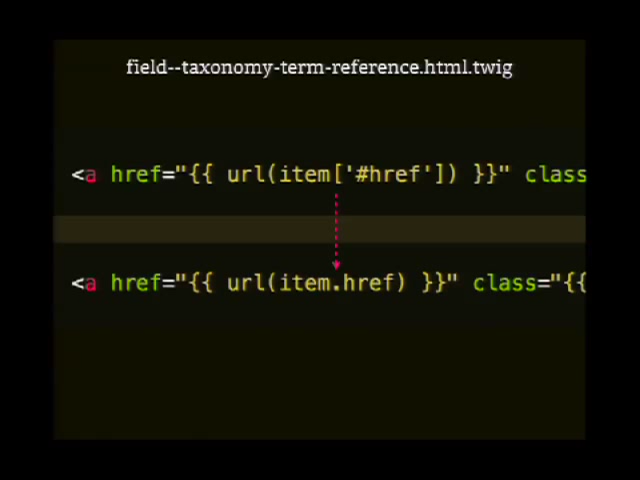 field--taxonomy-term-reference.html.twig
<a href="{{ url(item['#href']) }}" class
<a href="{{ url(item.href) }}" class="{{